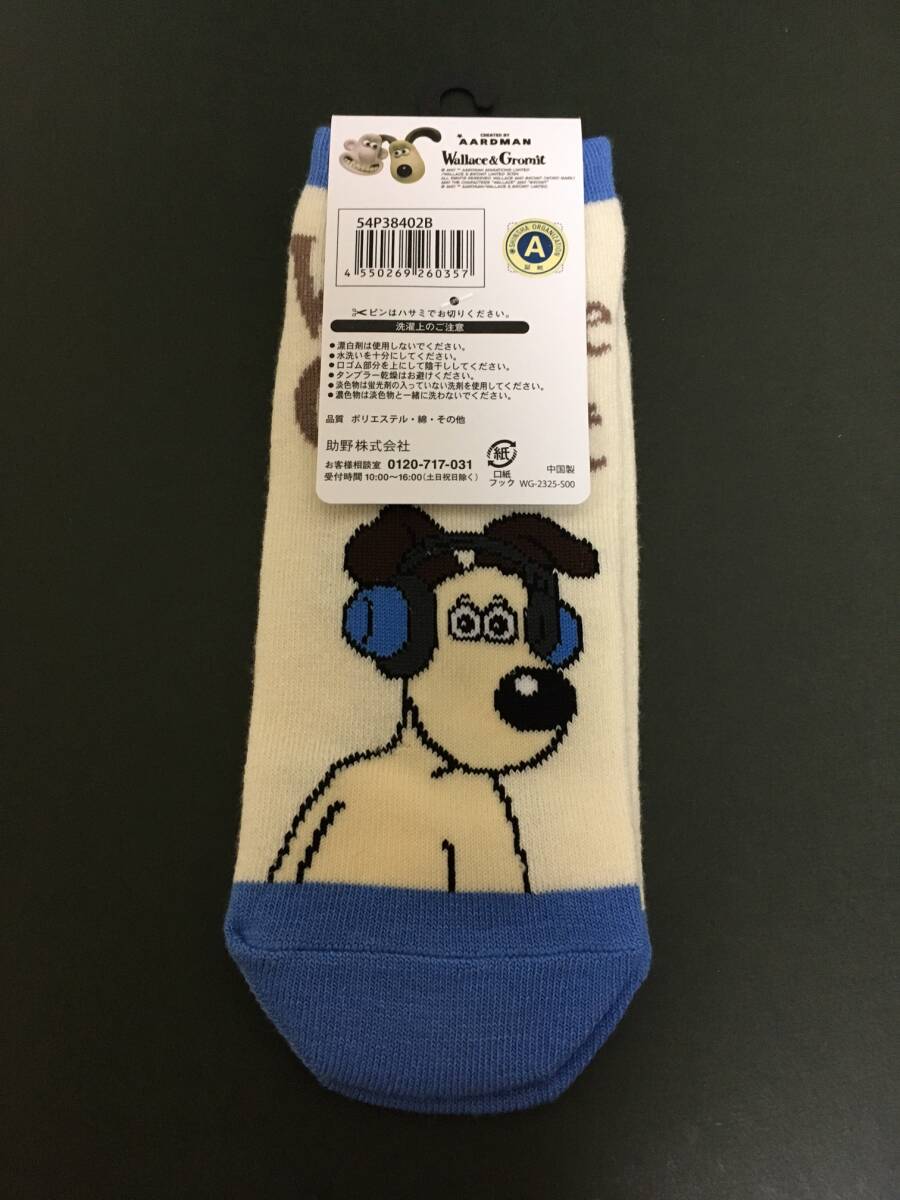 CREATED BY
AARDMAN
Wallace & Gromit
54P38402B
4 550269 260357
SHINSHA ORGANIZATION
A
ピンはハサミでお切りください。
洗濯上のご注意
●漂白剤は使用しないでください。
●水洗いを十分にしてください。
●口ゴム部分を上にして陰干ししてください。
●タンブラー乾燥はお避けください。
●淡色物は蛍光剤の入っていない洗剤を使用してください。
●濃色物は淡色物と一緒に洗わないでください。
品質 ポリエステル・綿・その他
助野株式会社
お客様相談室 0120-717-031
受付時間 10:00〜16:00(土日祝日除く)
紙
口紙
フック
中国製
WG-2325-S00